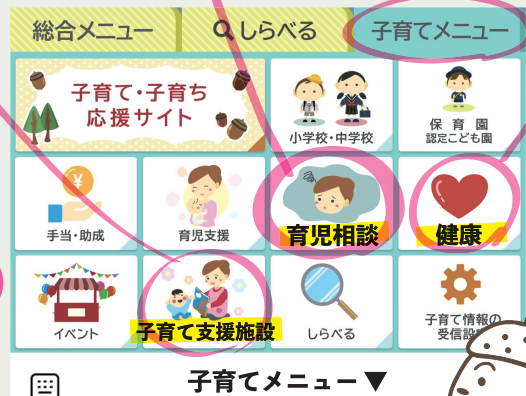 総合メニュー
しらべる
子育てメニュー
子育て・子育ち
応援サイト
小学校・中学校
保育園
認定こども園
¥
手当・助成
育児支援
育児相談
健康
イベント
子育て支援施設
しらべる
子育て情報の
受信設
子育てメニュー▼